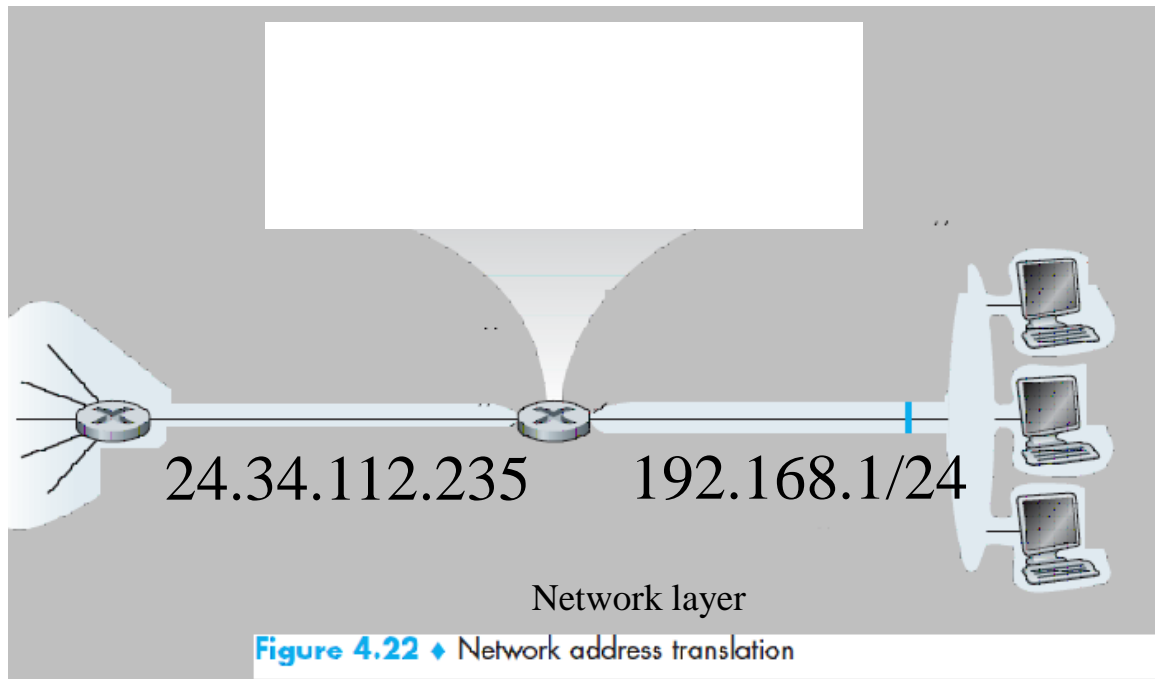 24.34.112.235 192.168.1/24
Network layer
Figure 4.22 ♦ Network address translation